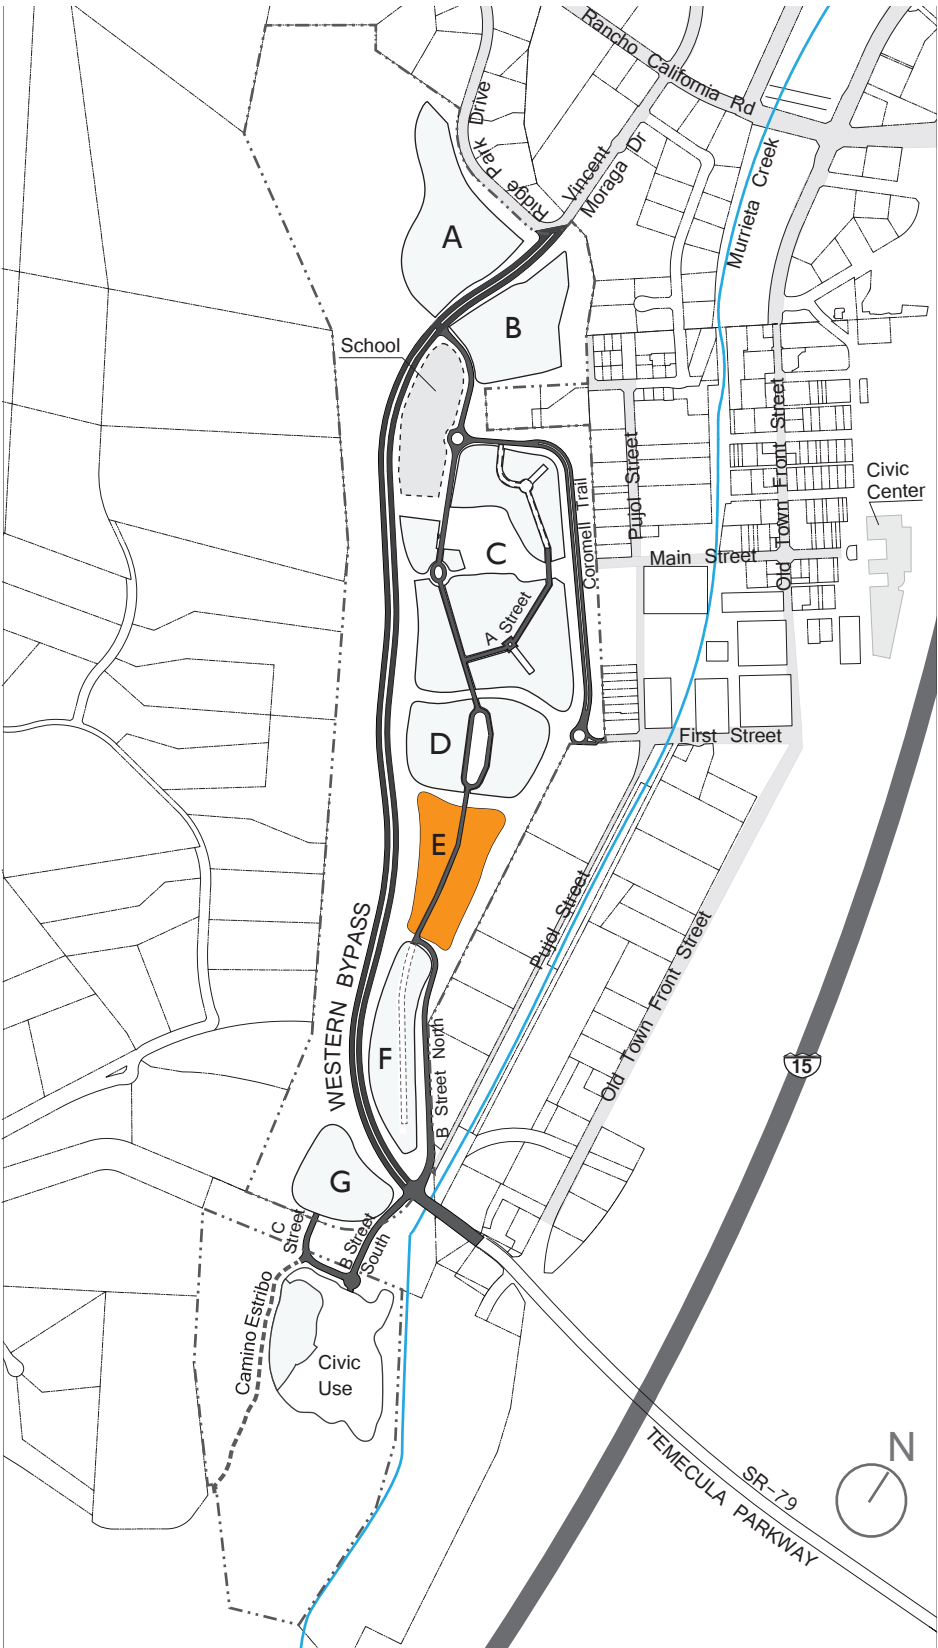 Rancho California Rd
Ridge Park Drive
Vincent
Moraga Dr
Murrieta Creek
A
B
School
Old Town Front Street
Pujol Street
Coromell Trail
Civic
Center
Main Street
C
A Street
First Street
D
E
Pujol Street
Old Town Front Street
WESTERN BYPASS
F
B Street North
15
G
C
Street
B Street
South
Camino Estribo
Civic
Use
N
SR-79
TEMECULA PARKWAY